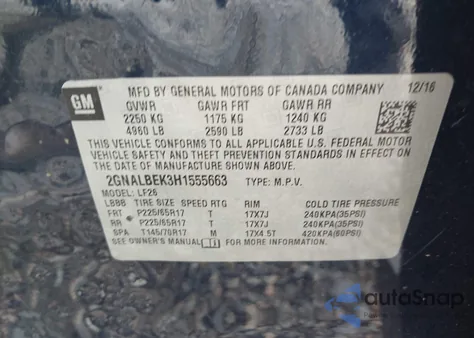 GM
MFD. BY GENERAL MOTORS OF CANADA COMPANY 12/16
GVWR GAWR FRT GAWR RR
2250 KG 1175 KG 1240 KG
4960 LB 2590 LB 2733 LB
THIS VEHICLE CONFORMS TO ALL APPLICABLE U.S. FEDERAL MOTOR
VEHICLE SAFETY, BUMPER, AND THEFT PREVENTION STANDARDS
IN EFFECT ON THE DATE OF MANUFACTURE SHOWN ABOVE.
2GNALBEK3H1555663 TYPE: M.P.V.
MODEL: LF26
LBBB TIRE SIZE SPEED RTG RIM COLD TIRE PRESSURE
FRT P225/65R17 T 17X7J 240KPA(35PSI)
RR P225/65R17 T 17X7J 240KPA(35PSI)
SPA T145/70R17 M 17X4.5T 420KPA(60PSI)
SEE OWNER'S MANUAL FOR MORE INFORMATION.
autoSnap